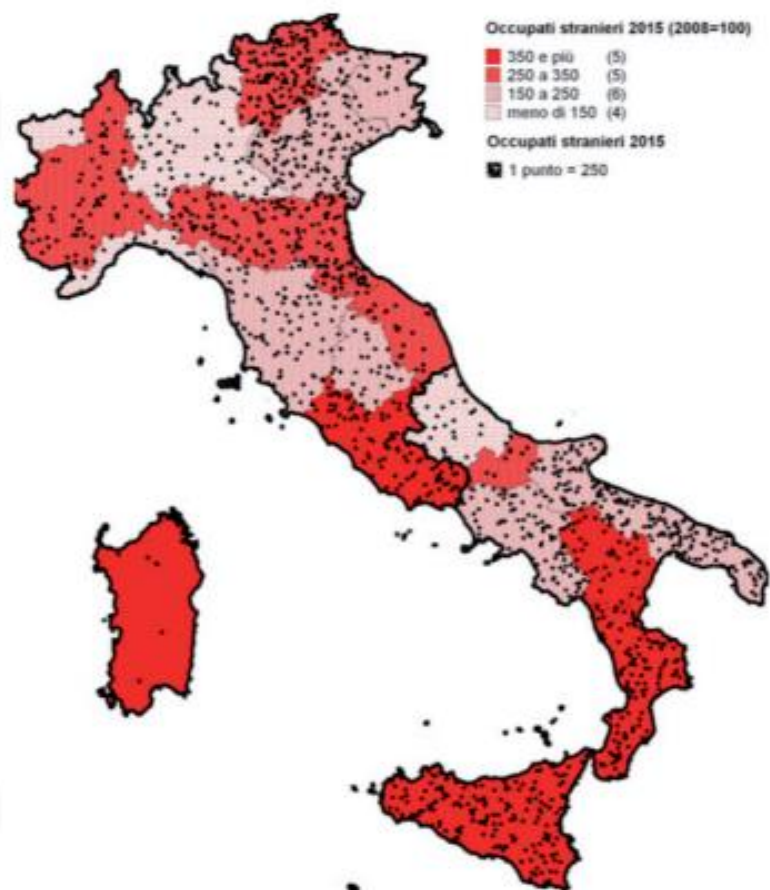 Occupati stranieri 2015 (2008=100)
350 e più (5)
250 a 350 (5)
150 a 250 (6)
meno di 150 (4)
Occupati stranieri 2015
1 punto = 250